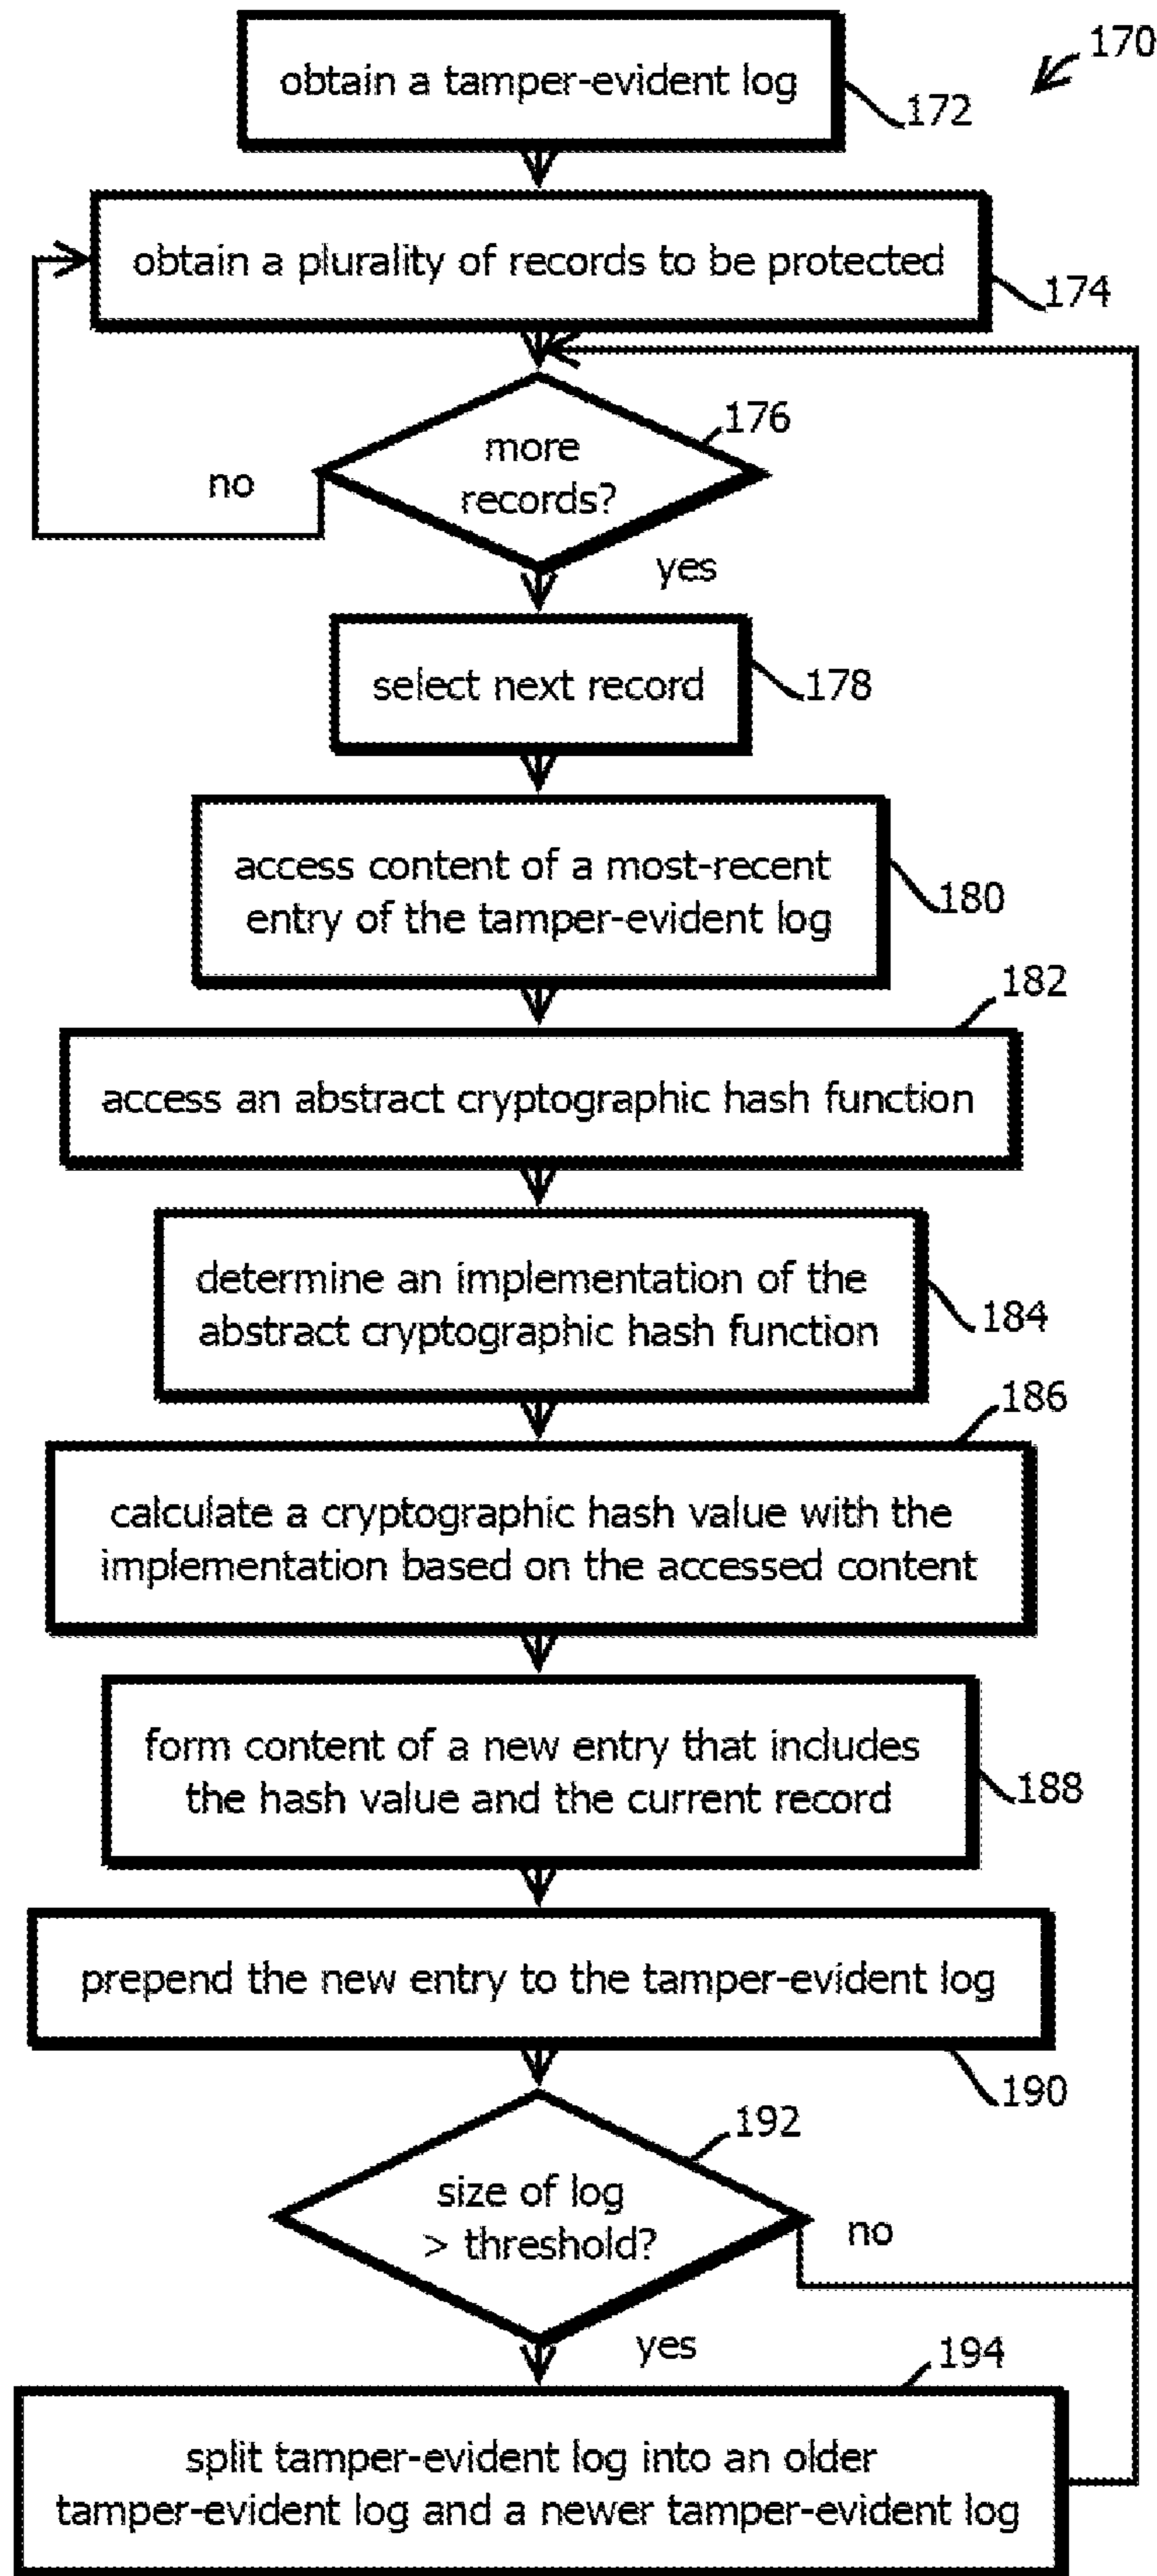 170
obtain a tamper-evident log
172
obtain a plurality of records to be protected
174
176
more
records?
no
yes
select next record
178
access content of a most-recent
entry of the tamper-evident log
180
182
access an abstract cryptographic hash function
determine an implementation of the
abstract cryptographic hash function
184
186
calculate a cryptographic hash value with the
implementation based on the accessed content
form content of a new entry that includes
the hash value and the current record
188
prepend the new entry to the tamper-evident log
190
192
size of log
> threshold?
no
yes
194
split tamper-evident log into an older
tamper-evident log and a newer tamper-evident log